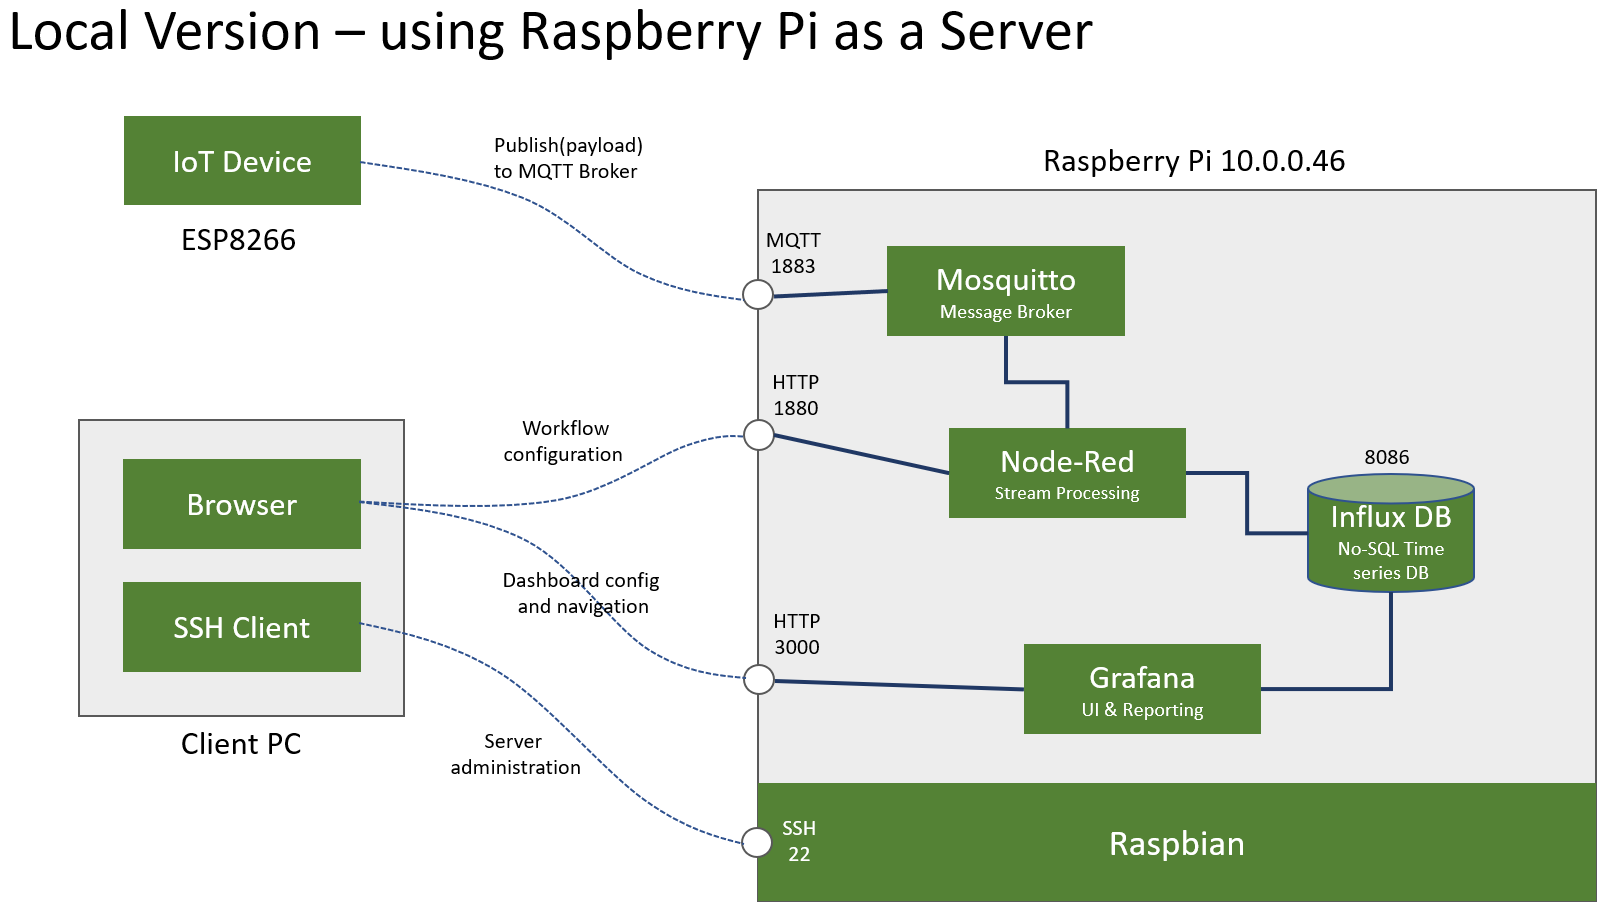 Local Version – using Raspberry Pi as a Server
IoT Device
ESP8266
Publish(payload)
to MQTT Broker
Raspberry Pi 10.0.0.46
MQTT
1883
Mosquitto
Message Broker
HTTP
1880
Workflow
configuration
Node-Red
Stream Processing
8086
Influx DB
No-SQL Time
series DB
Browser
SSH Client
Client PC
Dashboard config
and navigation
HTTP
3000
Grafana
UI & Reporting
Server
administration
SSH
22
Raspbian